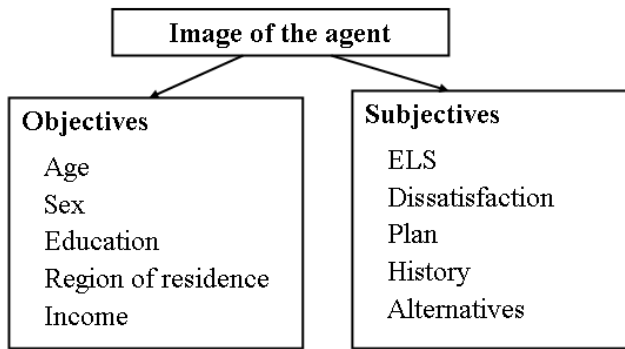 Image of the agent
Objectives
Age
Sex
Education
Region of residence
Income
Subjectives
ELS
Dissatisfaction
Plan
History
Alternatives